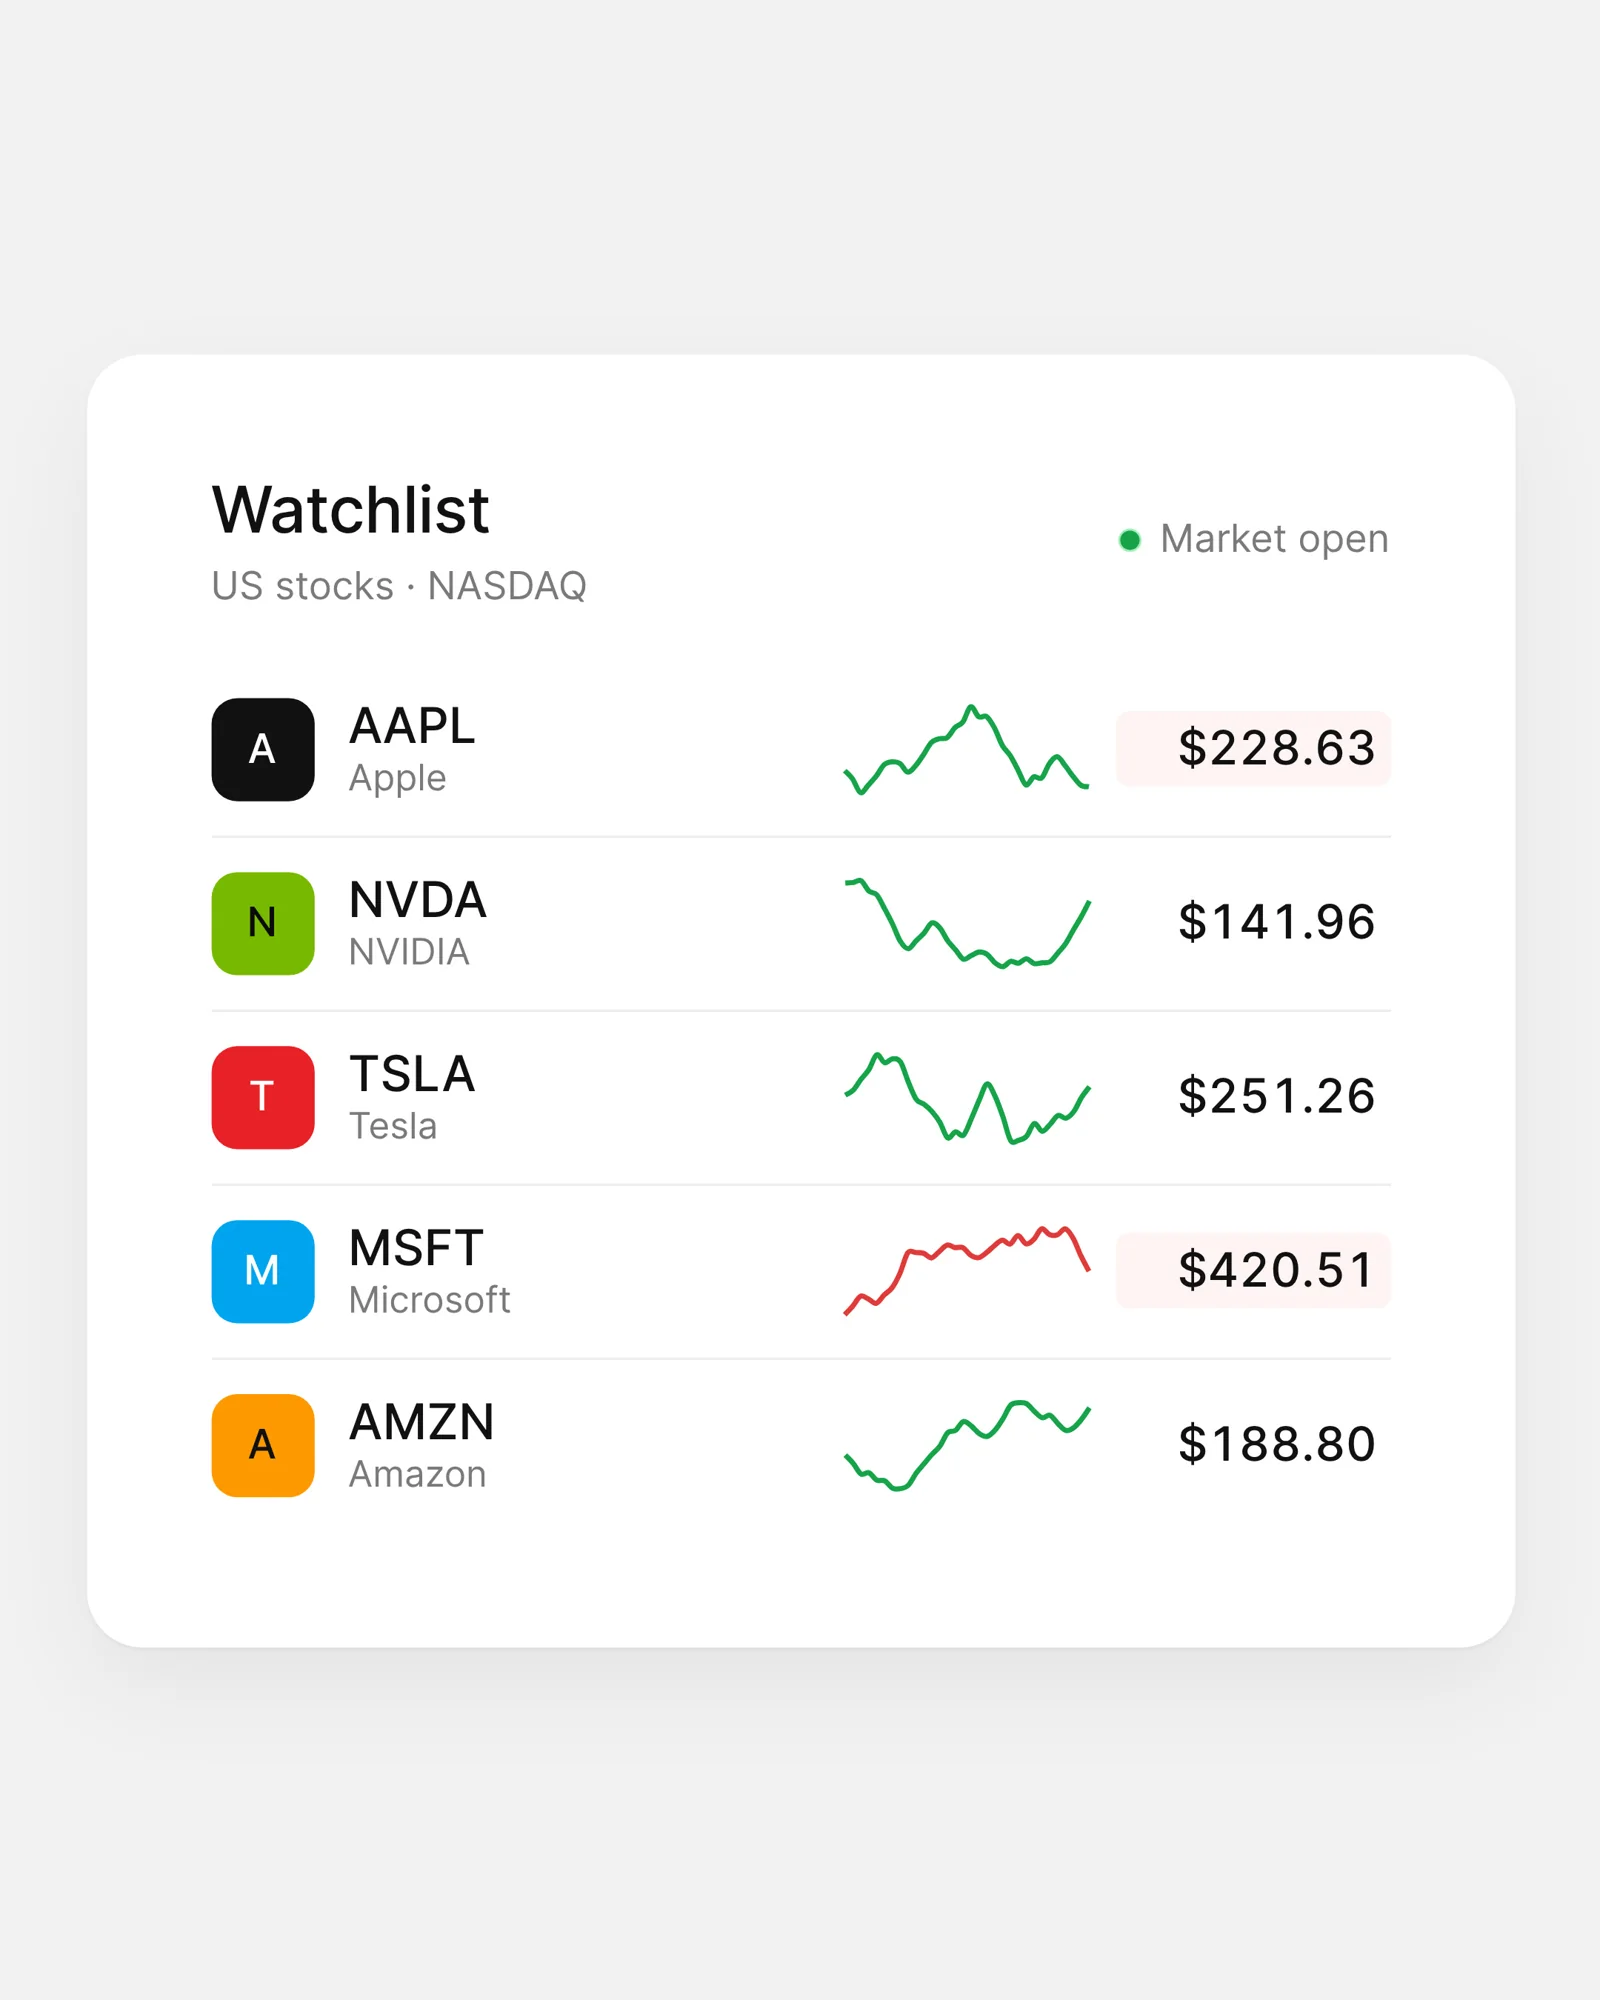 Watchlist
US stocks · NASDAQ
Market open
A
AAPL
Apple
$228.63
N
NVDA
NVIDIA
$141.96
T
TSLA
Tesla
$251.26
M
MSFT
Microsoft
$420.51
A
AMZN
Amazon
$188.80